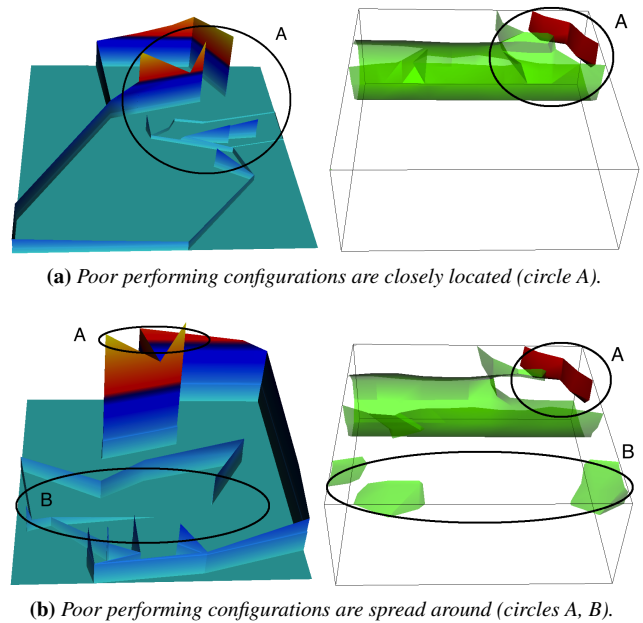 A
A
(a) Poor performing configurations are closely located (circle A).
A
A
B
B
(b) Poor performing configurations are spread around (circles A, B).